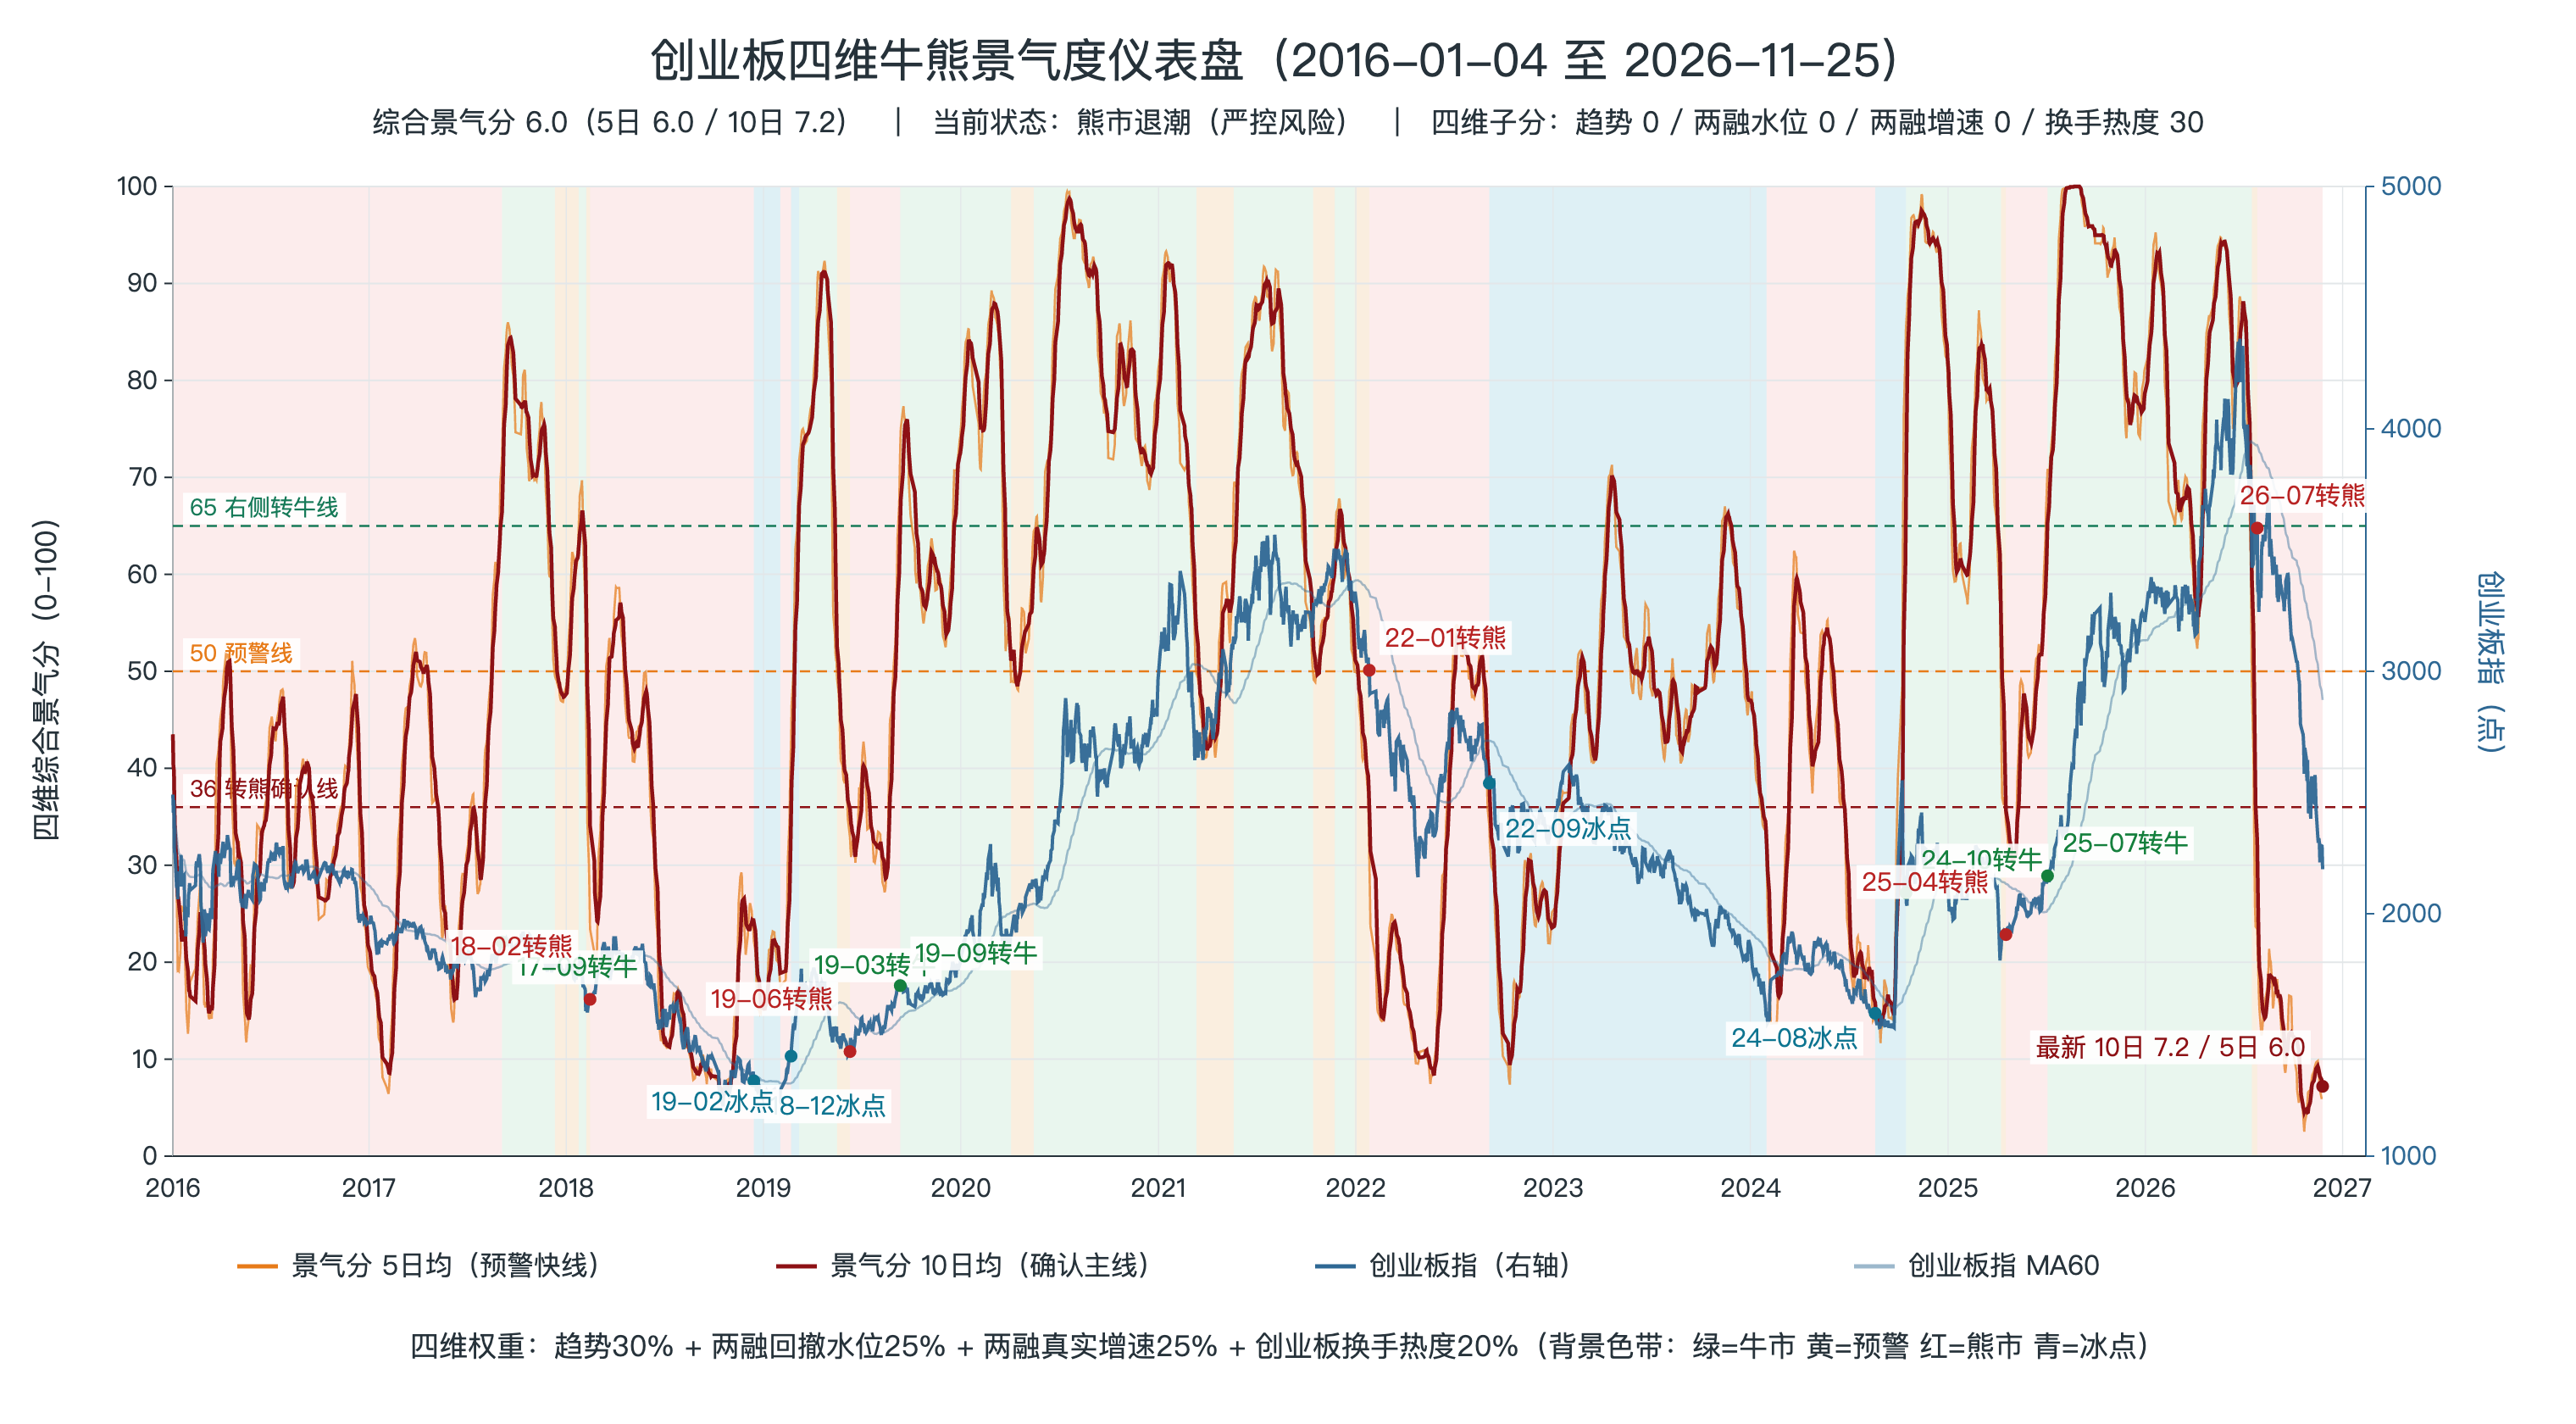 创业板四维牛熊景气度仪表盘（2016-01-04 至 2026-11-25）
综合景气分 6.0（5日 6.0 / 10日 7.2） | 当前状态：熊市退潮（严控风险） | 四维子分：趋势 0 / 两融水位 0 / 两融增速 0 / 换手热度 30
四维综合景气分（0-100）
100
90
80
70
60
50
40
30
20
10
0
5000
4000
3000
2000
1000
创业板指（点）
65 右侧转牛线
50 预警线
36 转熊确认线
26-07转熊
22-01转熊
22-09冰点
24-10转牛
25-07转牛
25-04转熊
18-02转熊
17-09转牛
19-03转
19-09转牛
19-06转熊
24-08冰点
最新 10日 7.2 / 5日 6.0
19-02冰点
8-12冰点
2016
2017
2018
2019
2020
2021
2022
2023
2024
2025
2026
2027
景气分 5日均（预警快线）
景气分 10日均（确认主线）
创业板指（右轴）
创业板指 MA60
四维权重：趋势30% + 两融回撤水位25% + 两融真实增速25% + 创业板换手热度20%（背景色带：绿=牛市 黄=预警 红=熊市 青=冰点）